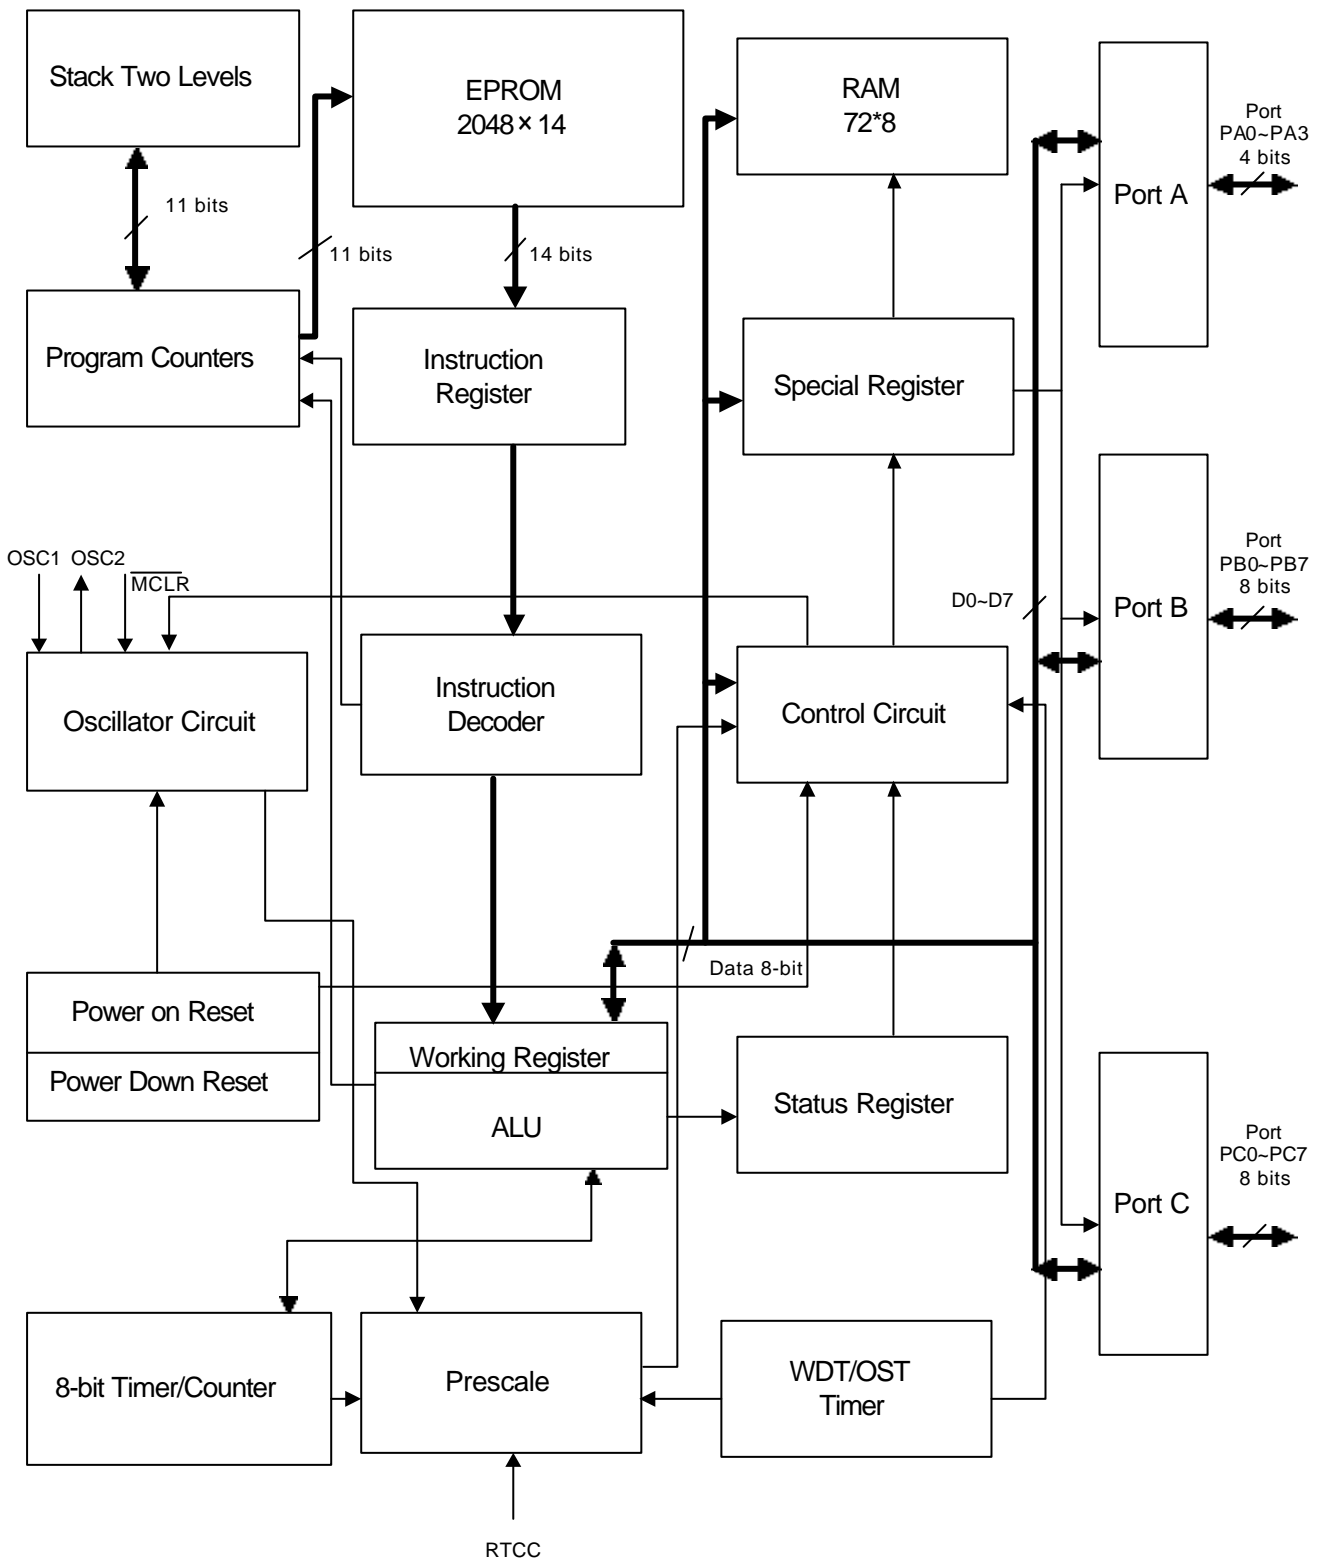 Stack Two Levels
EPROM
2048×14
RAM
72*8
Port
PA0~PA3
4 bits
Port A
11 bits
11 bits
14 bits
Program Counters
Instruction
Register
Special Register
OSC1
OSC2
MCLR
D0~D7
Port
PB0~PB7
8 bits
Port B
Oscillator Circuit
Instruction
Decoder
Control Circuit
Data 8-bit
Power on Reset
Power Down Reset
Working Register
ALU
Status Register
Port
PC0~PC7
8 bits
Port C
8-bit Timer/Counter
Prescale
WDT/OST
Timer
RTCC